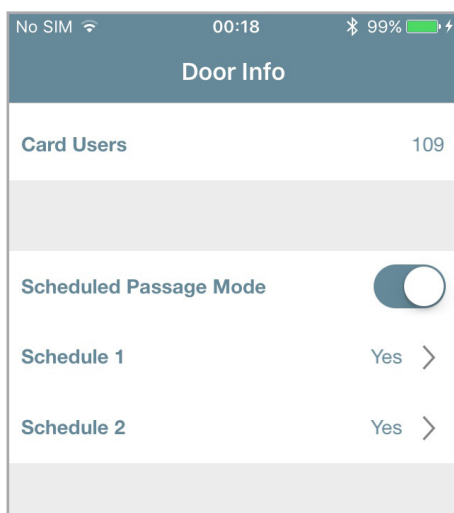 No SIM 00:18 99%
Door Info
Card Users 109
Scheduled Passage Mode
Schedule 1 Yes
Schedule 2 Yes